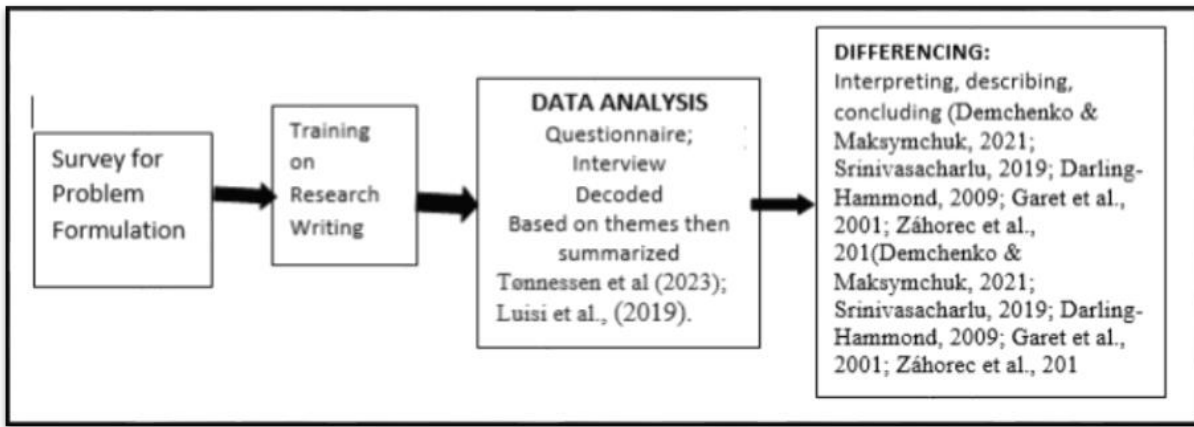 Survey for
Problem
Formulation
Training
on
Research
Writing
DATA ANALYSIS
Questionnaire;
Interview
Decoded
Based on themes then
summarized
Tønnessen et al (2023);
Luisi et al., (2019).
DIFFERENCING:
Interpreting, describing,
concluding (Demchenko &
Maksymchuk, 2021;
Srinivasacharlu, 2019; Darling-
Hammond, 2009; Garet et al.,
2001; Záhorec et al.,
201(Demchenko &
Maksymchuk, 2021;
Srinivasacharlu, 2019; Darling-
Hammond, 2009; Garet et al.,
2001; Záhorec et al., 201